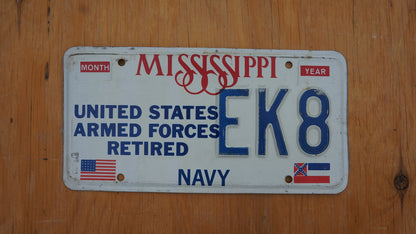 MISSISSIPPI
MONTH
YEAR
UNITED STATES
ARMED FORCES
RETIRED
EK8
NAVY